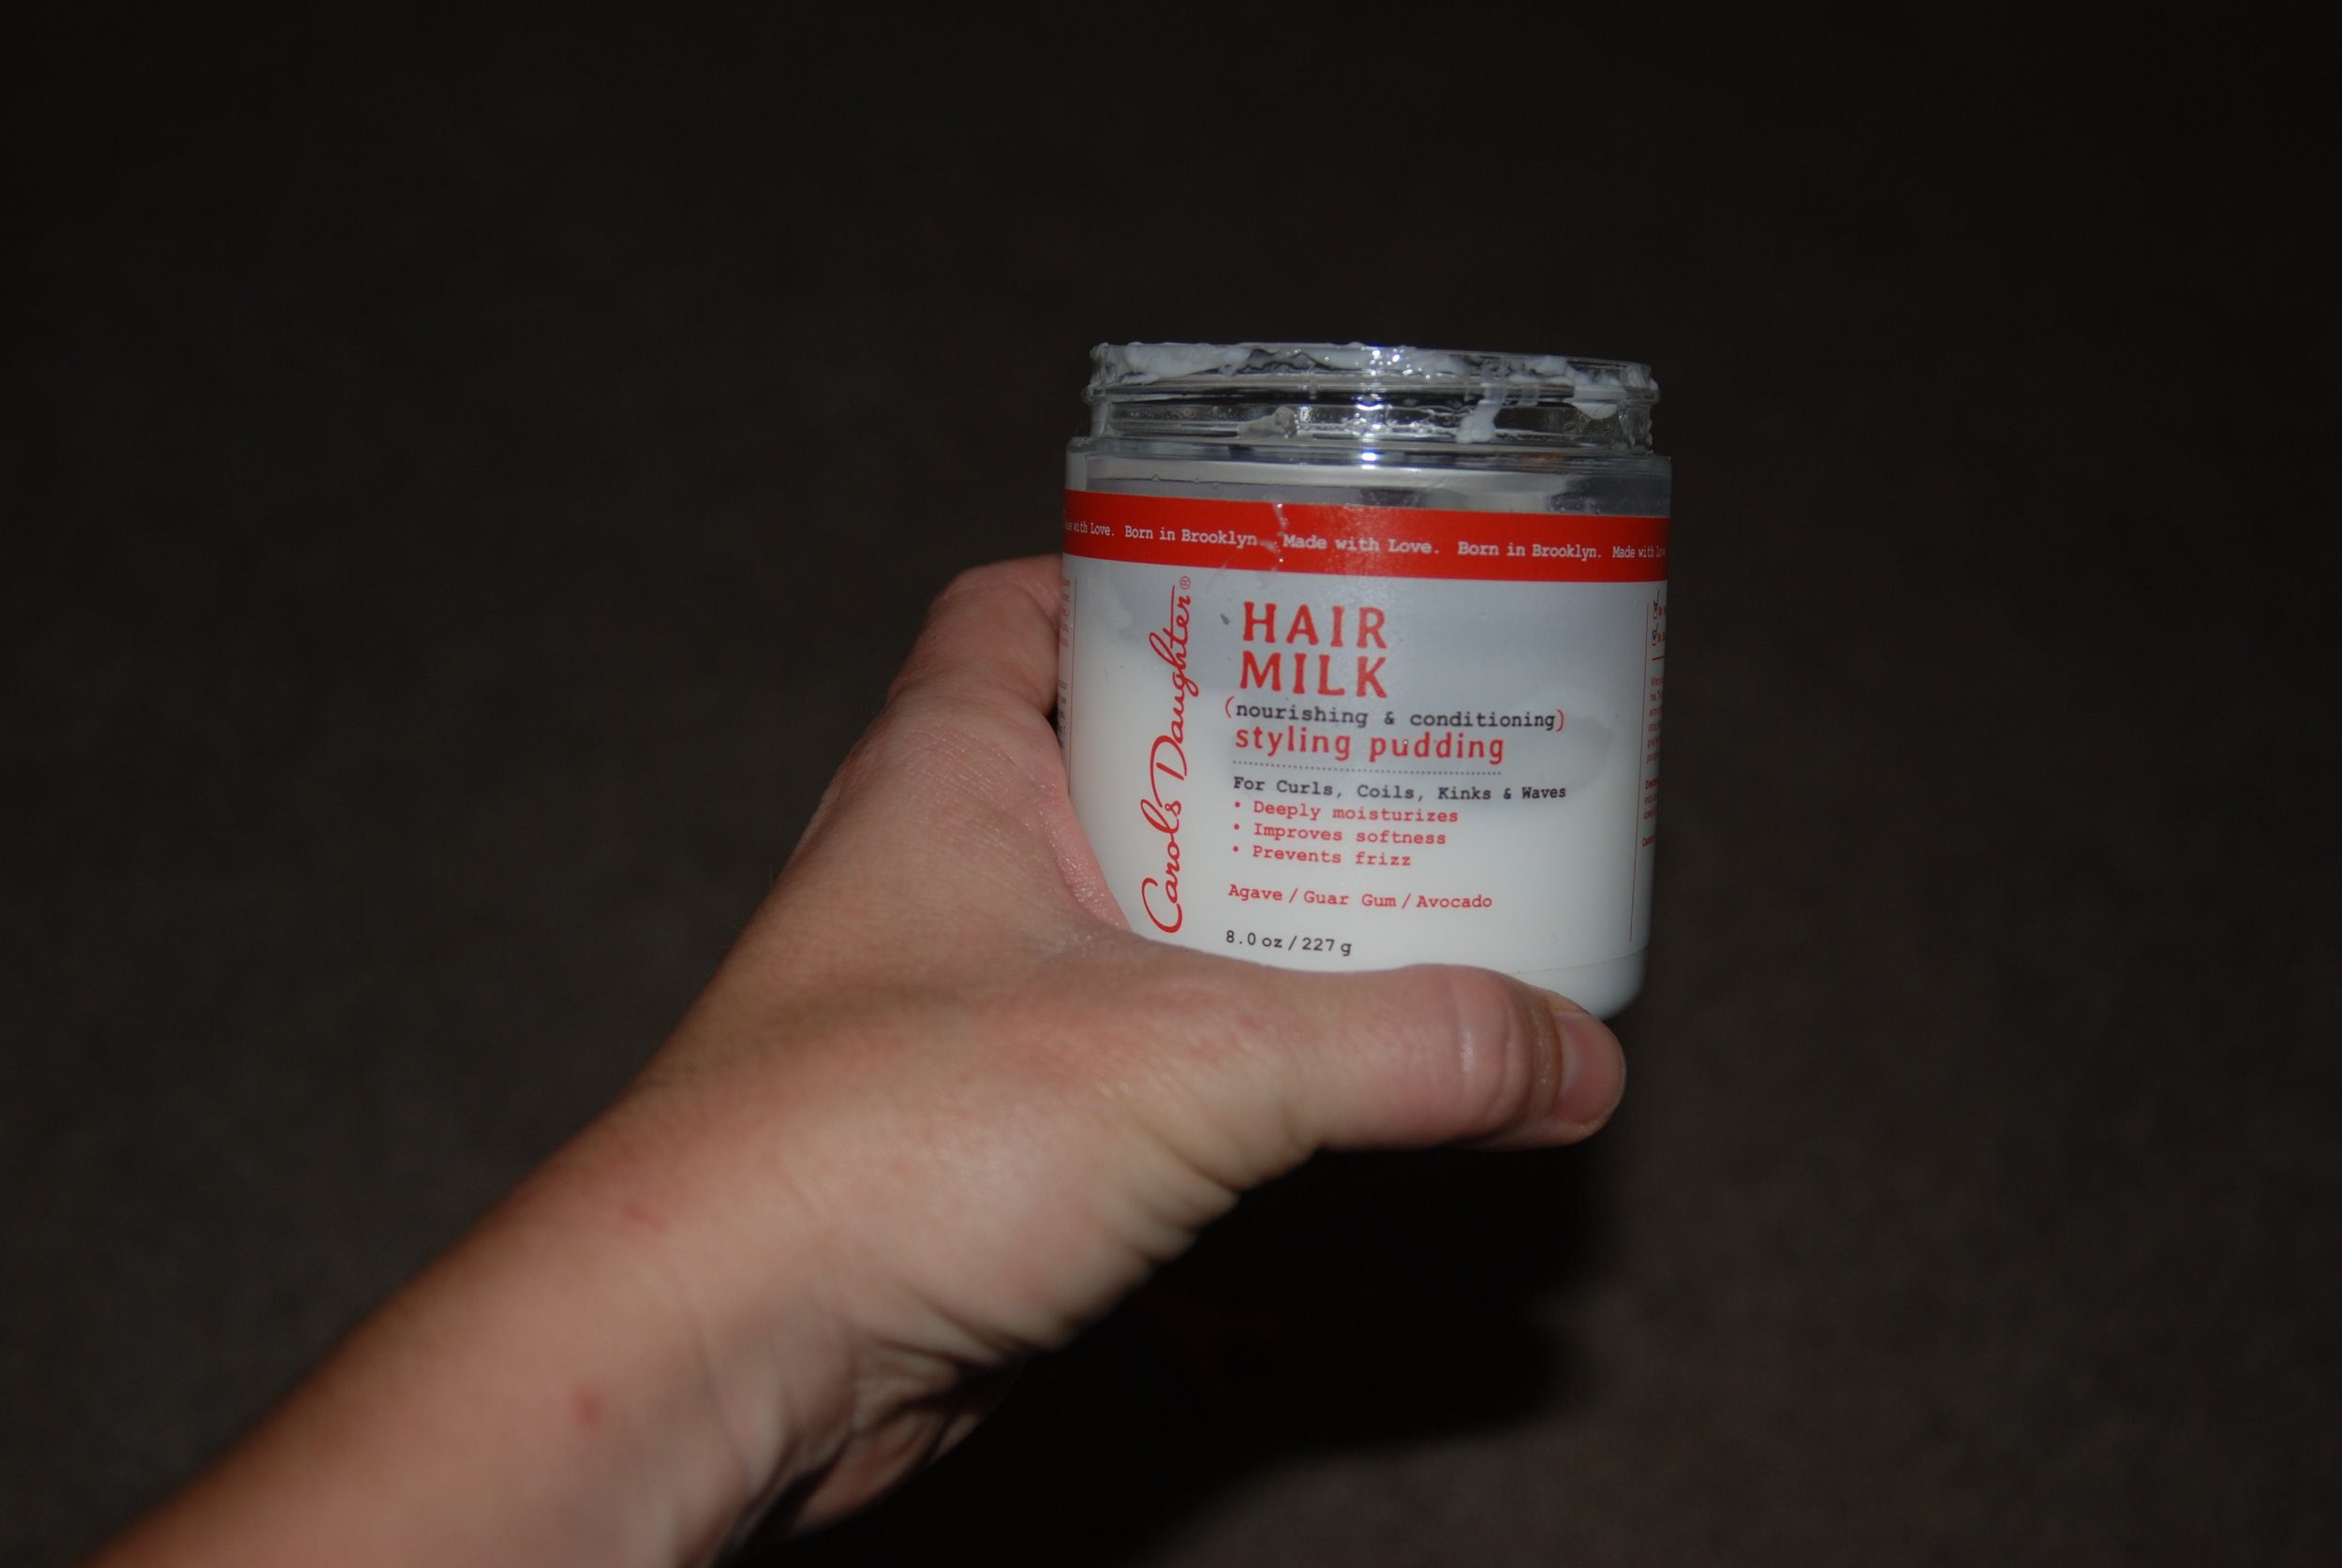 with Love. Born in Brooklyn. Made with Love. Born in Brooklyn. Made with Love
Carol's Daughter®
HAIR
MILK
(nourishing & conditioning)
styling pudding
For Curls, Coils, Kinks & Waves
• Deeply moisturizes
• Improves softness
• Prevents frizz
Agave / Guar Gum / Avocado
8.0 oz / 227 g